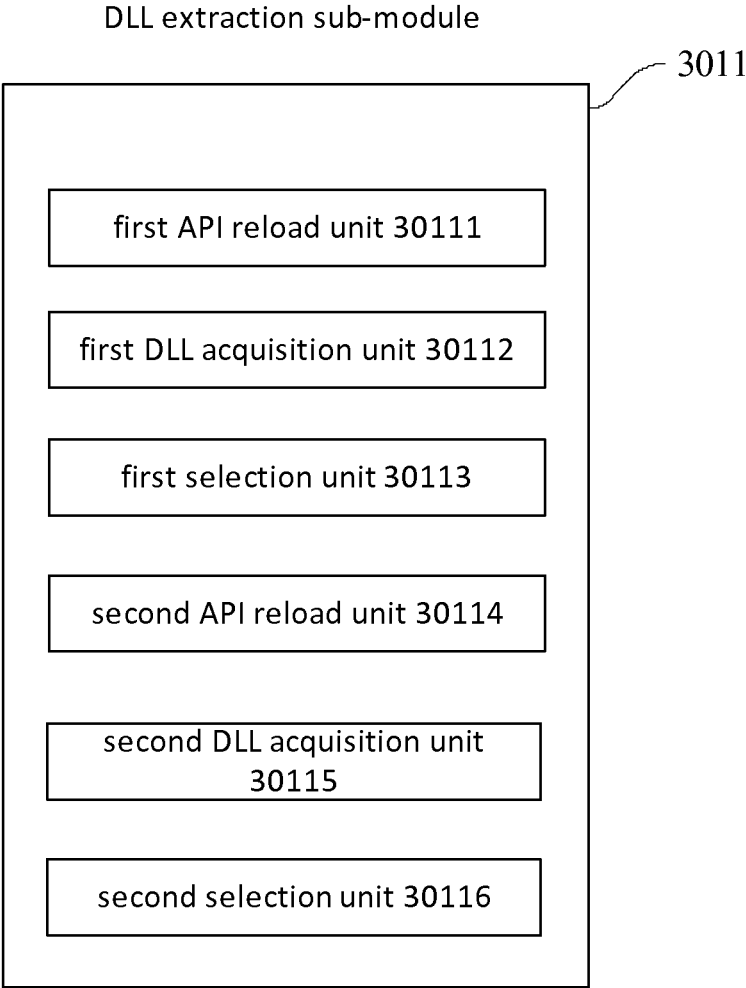 DLL extraction sub-module
3011
first API reload unit 30111
first DLL acquisition unit 30112
first selection unit 30113
second API reload unit 30114
second DLL acquisition unit
30115
second selection unit 30116